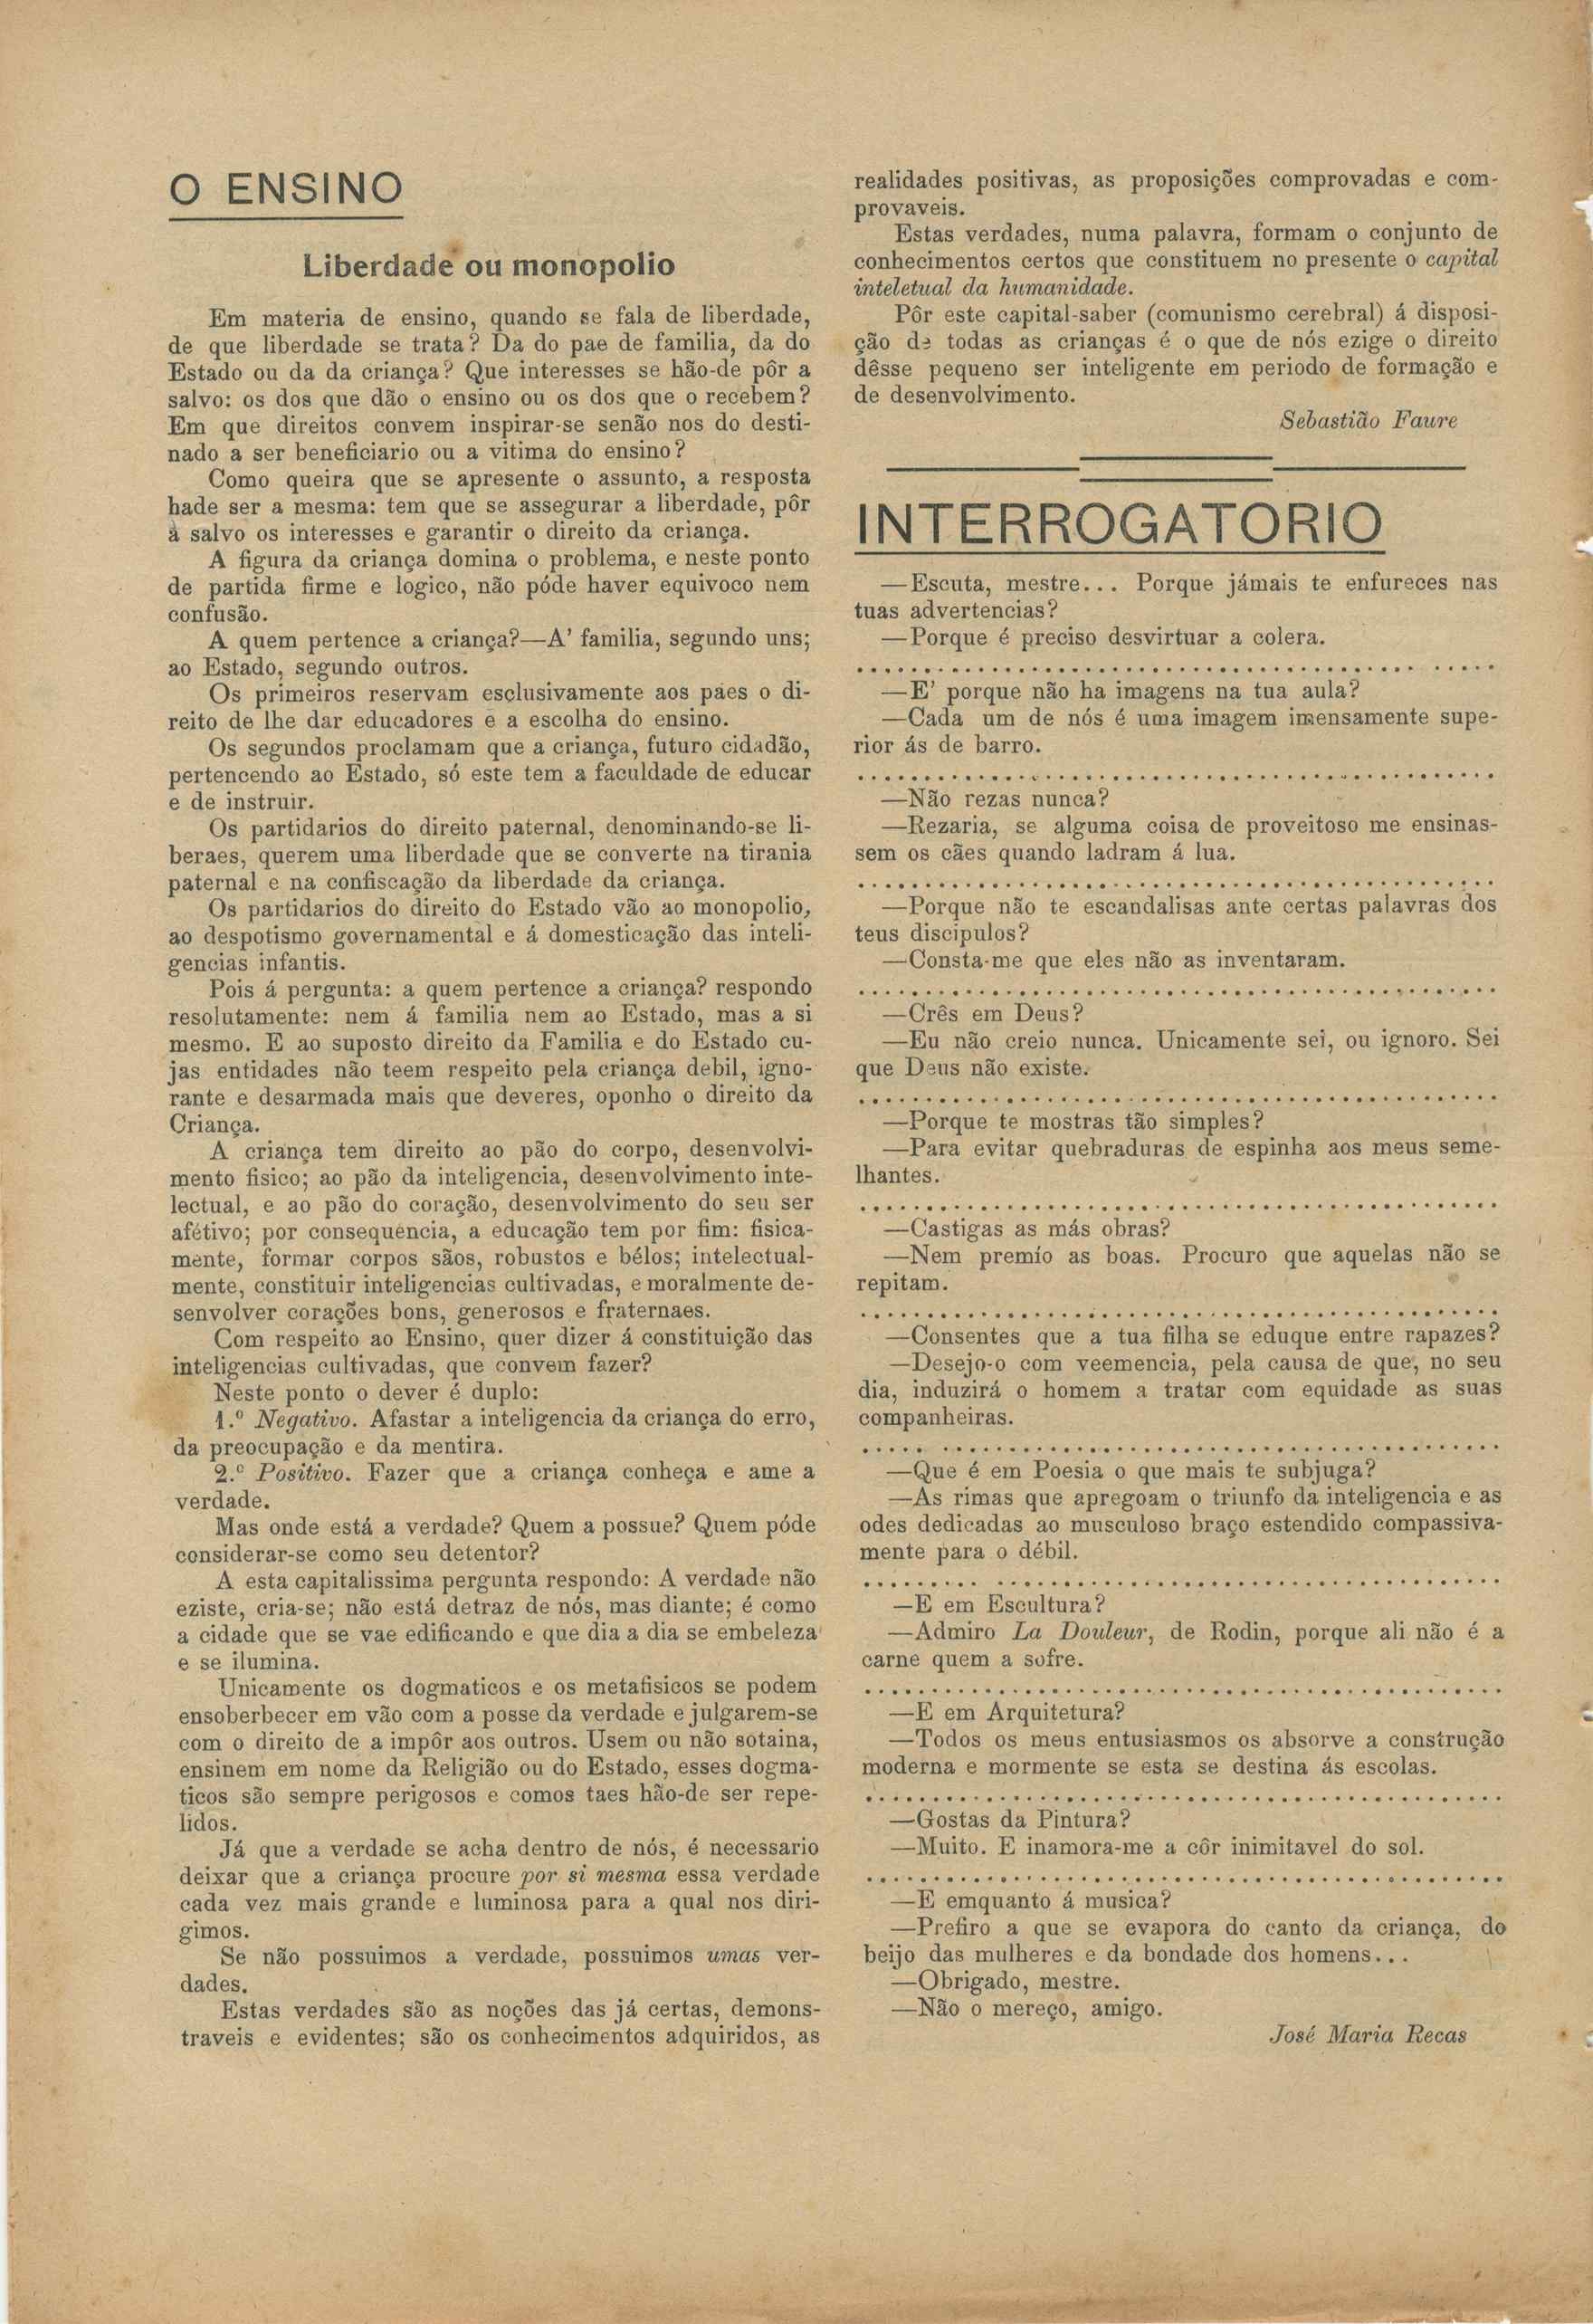 O ENSINO
Liberdade ou monopolio
Em materia de ensino, quando se fala de liberdade,
de que liberdade se trata? Da do pae de familia, da do
Estado ou da da criança? Que interesses se hão-de pôr a
salvo: os dos que dão o ensino ou os dos que o recebem?
Em que direitos convem inspirar-se senão nos do desti-
nado a ser beneficiario ou a vitima do ensino?
Como queira que se apresente o assunto, a resposta
hade ser a mesma: tem que se assegurar a liberdade, pôr
à salvo os interesses e garantir o direito da criança.
A figura da criança domina o problema, e neste ponto
de partida firme e logico, não póde haver equivoco nem
confusão.
A quem pertence a criança?—A' familia, segundo uns;
ao Estado, segundo outros.
Os primeiros reservam esclusivamente aos páes o di-
reito de lhe dar educadores e a escolha do ensino.
Os segundos proclamam que a criança, futuro cidadão,
pertencendo ao Estado, só este tem a faculdade de educar
e de instruir.
Os partidarios do direito paternal, denominando-se li-
beraes, querem uma liberdade que se converte na tirania
paternal e na confiscação da liberdade da criança.
Os partidarios do direito do Estado vão ao monopolio,
ao despotismo governamental e á domesticação das inteli-
gencias infantis.
Pois á pergunta: a quem pertence a criança? respondo
resolutamente: nem á familia nem ao Estado, mas a si
mesmo. E ao suposto direito da Familia e do Estado cu-
jas entidades não teem respeito pela criança debil, igno-
rante e desarmada mais que deveres, oponho o direito da
Criança.
A criança tem direito ao pão do corpo, desenvolvi-
mento fisico; ao pão da inteligencia, desenvolvimento inte-
lectual, e ao pão do coração, desenvolvimento do seu ser
afétivo; por consequencia, a educação tem por fim: fisica-
mente, formar corpos sãos, robustos e bélos; intelectual-
mente, constituir inteligencias cultivadas, e moralmente de-
senvolver corações bons, generosos e fraternaes.
Com respeito ao Ensino, quer dizer á constituição das
inteligencias cultivadas, que convem fazer?
Neste ponto o dever é duplo:
1.º Negativo. Afastar a inteligencia da criança do erro,
da preocupação e da mentira.
2.º Positivo. Fazer que a criança conheça e ame a
verdade.
Mas onde está a verdade? Quem a possue? Quem póde
considerar-se como seu detentor?
A esta capitalissima pergunta respondo: A verdade não
eziste, cria-se; não está detraz de nós, mas diante; é como
a cidade que se vae edificando e que dia a dia se embeleza
e se ilumina.
Unicamente os dogmaticos e os metafisicos se podem
ensoberbecer em vão com a posse da verdade e julgarem-se
com o direito de a impôr aos outros. Usem ou não sotaina,
ensinem em nome da Religião ou do Estado, esses dogma-
ticos são sempre perigosos e comos taes hão-de ser repe-
lidos.
Já que a verdade se acha dentro de nós, é necessario
deixar que a criança procure por si mesma essa verdade
cada vez mais grande e luminosa para a qual nos diri-
gimos.
Se não possuimos a verdade, possuimos umas ver-
dades.
Estas verdades são as noções das já certas, demons-
traveis e evidentes; são os conhecimentos adquiridos, as
realidades positivas, as proposições comprovadas e com-
provaveis.
Estas verdades, numa palavra, formam o conjunto de
conhecimentos certos que constituem no presente o capital
inteletual da humanidade.
Pôr este capital-saber (comunismo cerebral) á disposi-
ção de todas as crianças é o que de nós ezige o direito
dêsse pequeno ser inteligente em periodo de formação e
de desenvolvimento.
Sebastião Faure
INTERROGATORIO
—Escuta, mestre... Porque jámais te enfureces nas
tuas advertencias?
—Porque é preciso desvirtuar a colera.
—E' porque não ha imagens na tua aula?
—Cada um de nós é uma imagem imensamente supe-
rior ás de barro.
—Não rezas nunca?
—Rezaria, se alguma coisa de proveitoso me ensinas-
sem os cães quando ladram á lua.
—Porque não te escandalisas ante certas palavras dos
teus discipulos?
—Consta-me que eles não as inventaram.
—Crês em Deus?
—Eu não creio nunca. Unicamente sei, ou ignoro. Sei
que Deus não existe.
—Porque te mostras tão simples?
—Para evitar quebraduras de espinha aos meus seme-
lhantes.
—Castigas as más obras?
—Nem premío as boas. Procuro que aquelas não se
repitam.
—Consentes que a tua filha se eduque entre rapazes?
—Desejo-o com veemencia, pela causa de que, no seu
dia, induzirá o homem a tratar com equidade as suas
companheiras.
—Que é em Poesia o que mais te subjuga?
—As rimas que apregoam o triunfo da inteligencia e as
odes dedicadas ao musculoso braço estendido compassiva-
mente para o débil.
—E em Escultura?
—Admiro La Douleur, de Rodin, porque ali não é a
carne quem a sofre.
—E em Arquitetura?
—Todos os meus entusiasmos os absorve a construção
moderna e mormente se esta se destina ás escolas.
—Gostas da Pintura?
—Muito. E inamora-me a côr inimitavel do sol.
—E emquanto á musica?
—Prefiro a que se evapora do canto da criança, do
beijo das mulheres e da bondade dos homens...
—Obrigado, mestre.
—Não o mereço, amigo.
José Maria Recas